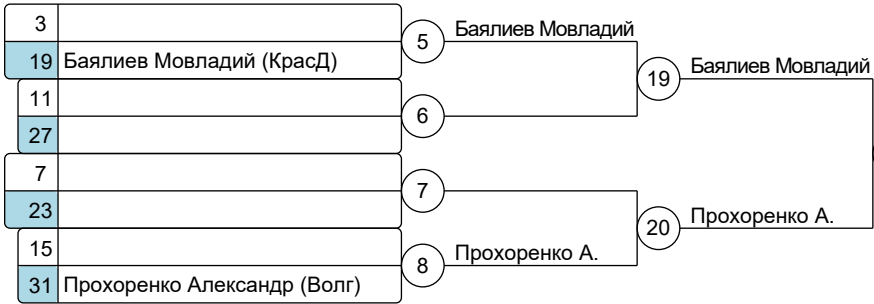 3
19 Баялиев Мовладий (КрасД)
5
Баялиев Мовладий
11
27
6
19
Баялиев Мовладий
7
23
7
15
31 Прохоренко Александр (Волг)
8
Прохоренко А.
20
Прохоренко А.